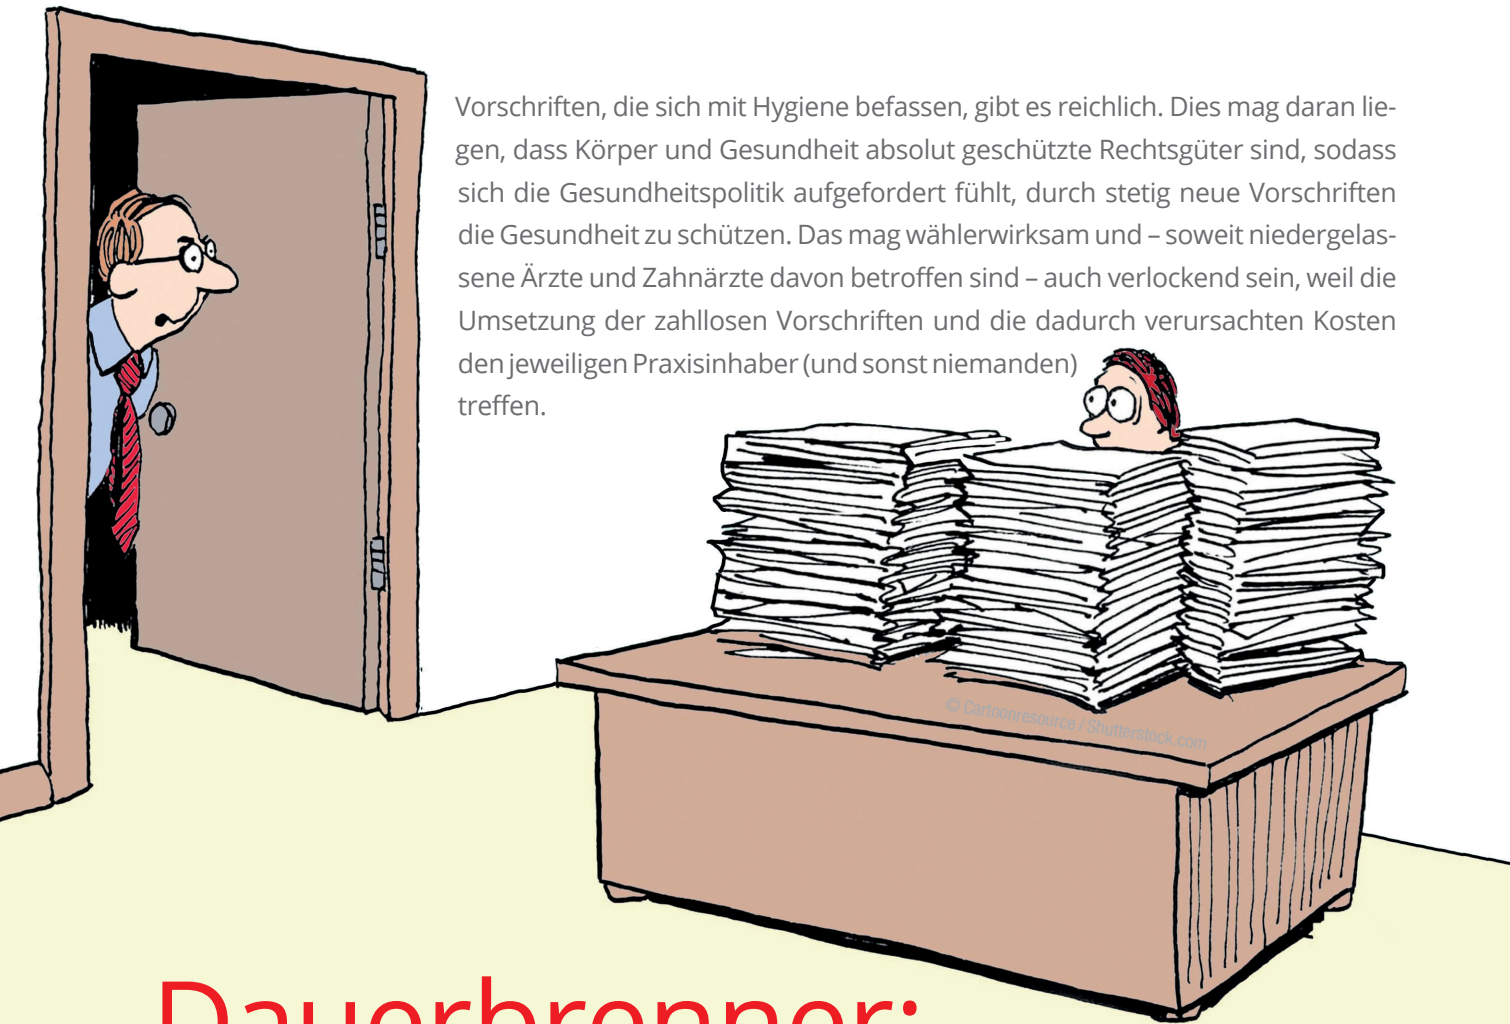 Vorschriften, die sich mit Hygiene befassen, gibt es reichlich. Dies mag daran lie-
gen, dass Körper und Gesundheit absolut geschützte Rechtsgüter sind, sodass
sich die Gesundheitspolitik aufgefordert fühlt, durch stetig neue Vorschriften
die Gesundheit zu schützen. Das mag wählerwirksam und – soweit niedergelas-
sene Ärzte und Zahnärzte davon betroffen sind – auch verlockend sein, weil die
Umsetzung der zahllosen Vorschriften und die dadurch verursachten Kosten
den jeweiligen Praxisinhaber (und sonst niemanden)
treffen.
© Cartoonresource / Shutterstock.com
Dauerbrenner: